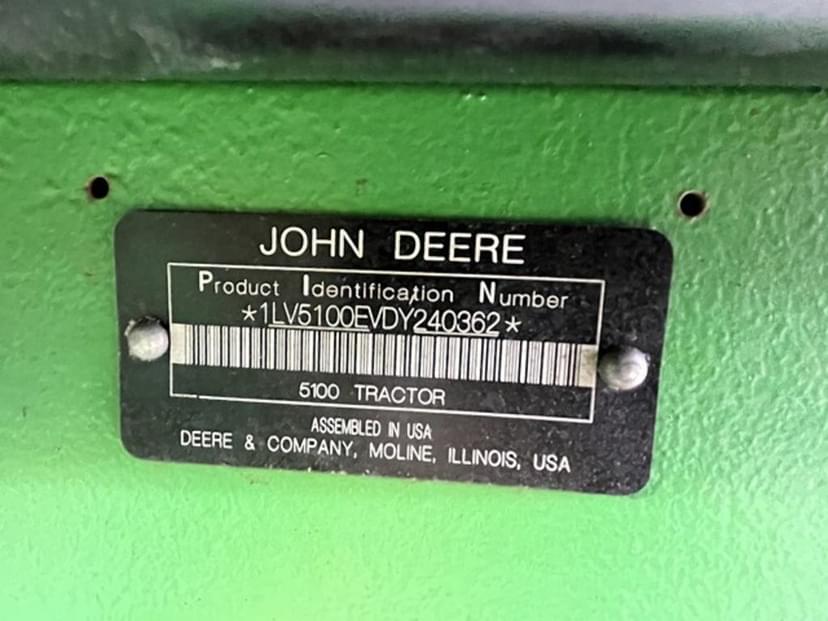 JOHN DEERE
Product Identification Number
*1LV5100EVDY240362*
5100 TRACTOR
ASSEMBLED IN USA
DEERE & COMPANY, MOLINE, ILLINOIS, USA